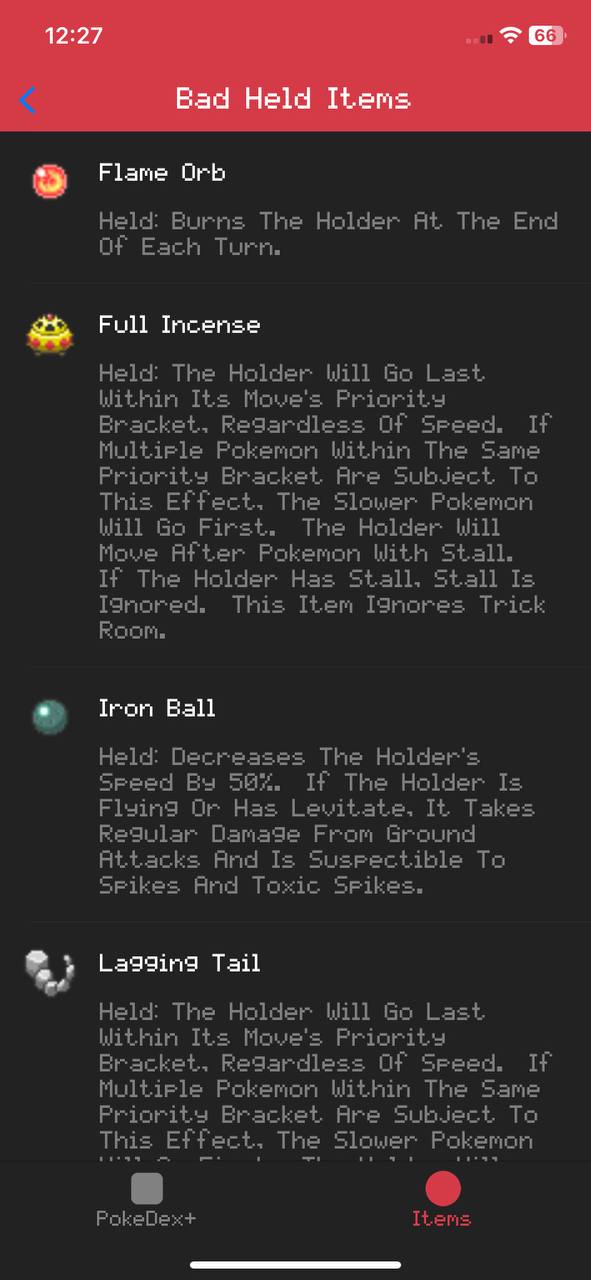 12:27
66
Bad Held Items
Flame Orb
Held: Burns The Holder At The End
Of Each Turn.
Full Incense
Held: The Holder Will Go Last
Within Its Move's Priority
Bracket, Regardless Of Speed.  If
Multiple Pokemon Within The Same
Priority Bracket Are Subject To
This Effect, The Slower Pokemon
Will Go First.  The Holder Will
Move After Pokemon With Stall.
If The Holder Has Stall, Stall Is
Ignored.  This Item Ignores Trick
Room.
Iron Ball
Held: Decreases The Holder's
Speed By 50%.  If The Holder Is
Flying Or Has Levitate, It Takes
Regular Damage From Ground
Attacks And Is Suspectible To
Spikes And Toxic Spikes.
Lagging Tail
Held: The Holder Will Go Last
Within Its Move's Priority
Bracket, Regardless Of Speed.  If
Multiple Pokemon Within The Same
Priority Bracket Are Subject To
This Effect, The Slower Pokemon
PokeDex+
Items